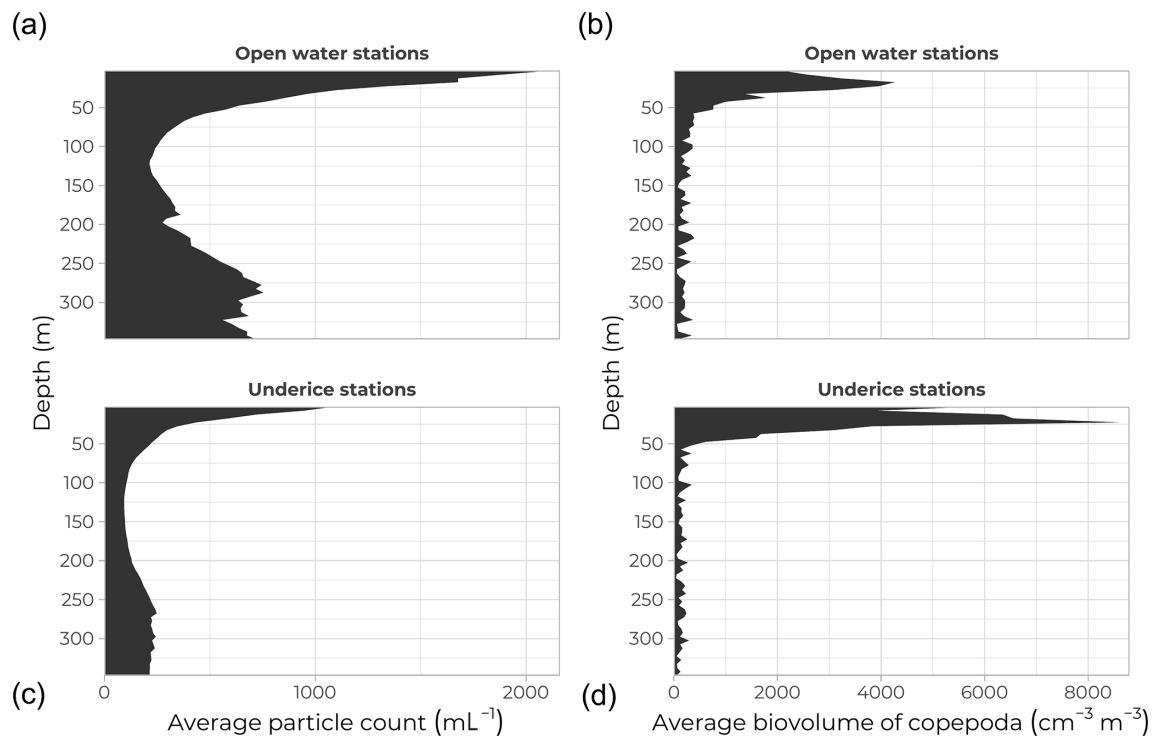 (a)
(b)
Open water stations
Open water stations
50
100
150
200
250
300
50
100
150
200
250
300
Depth (m)
Depth (m)
Underice stations
Underice stations
50
100
150
200
250
300
50
100
150
200
250
300
(c)
(d)
0
1000
2000
0
2000
4000
6000
8000
Average particle count (mL⁻¹)
Average biovolume of copepoda (cm⁻³ m⁻³)